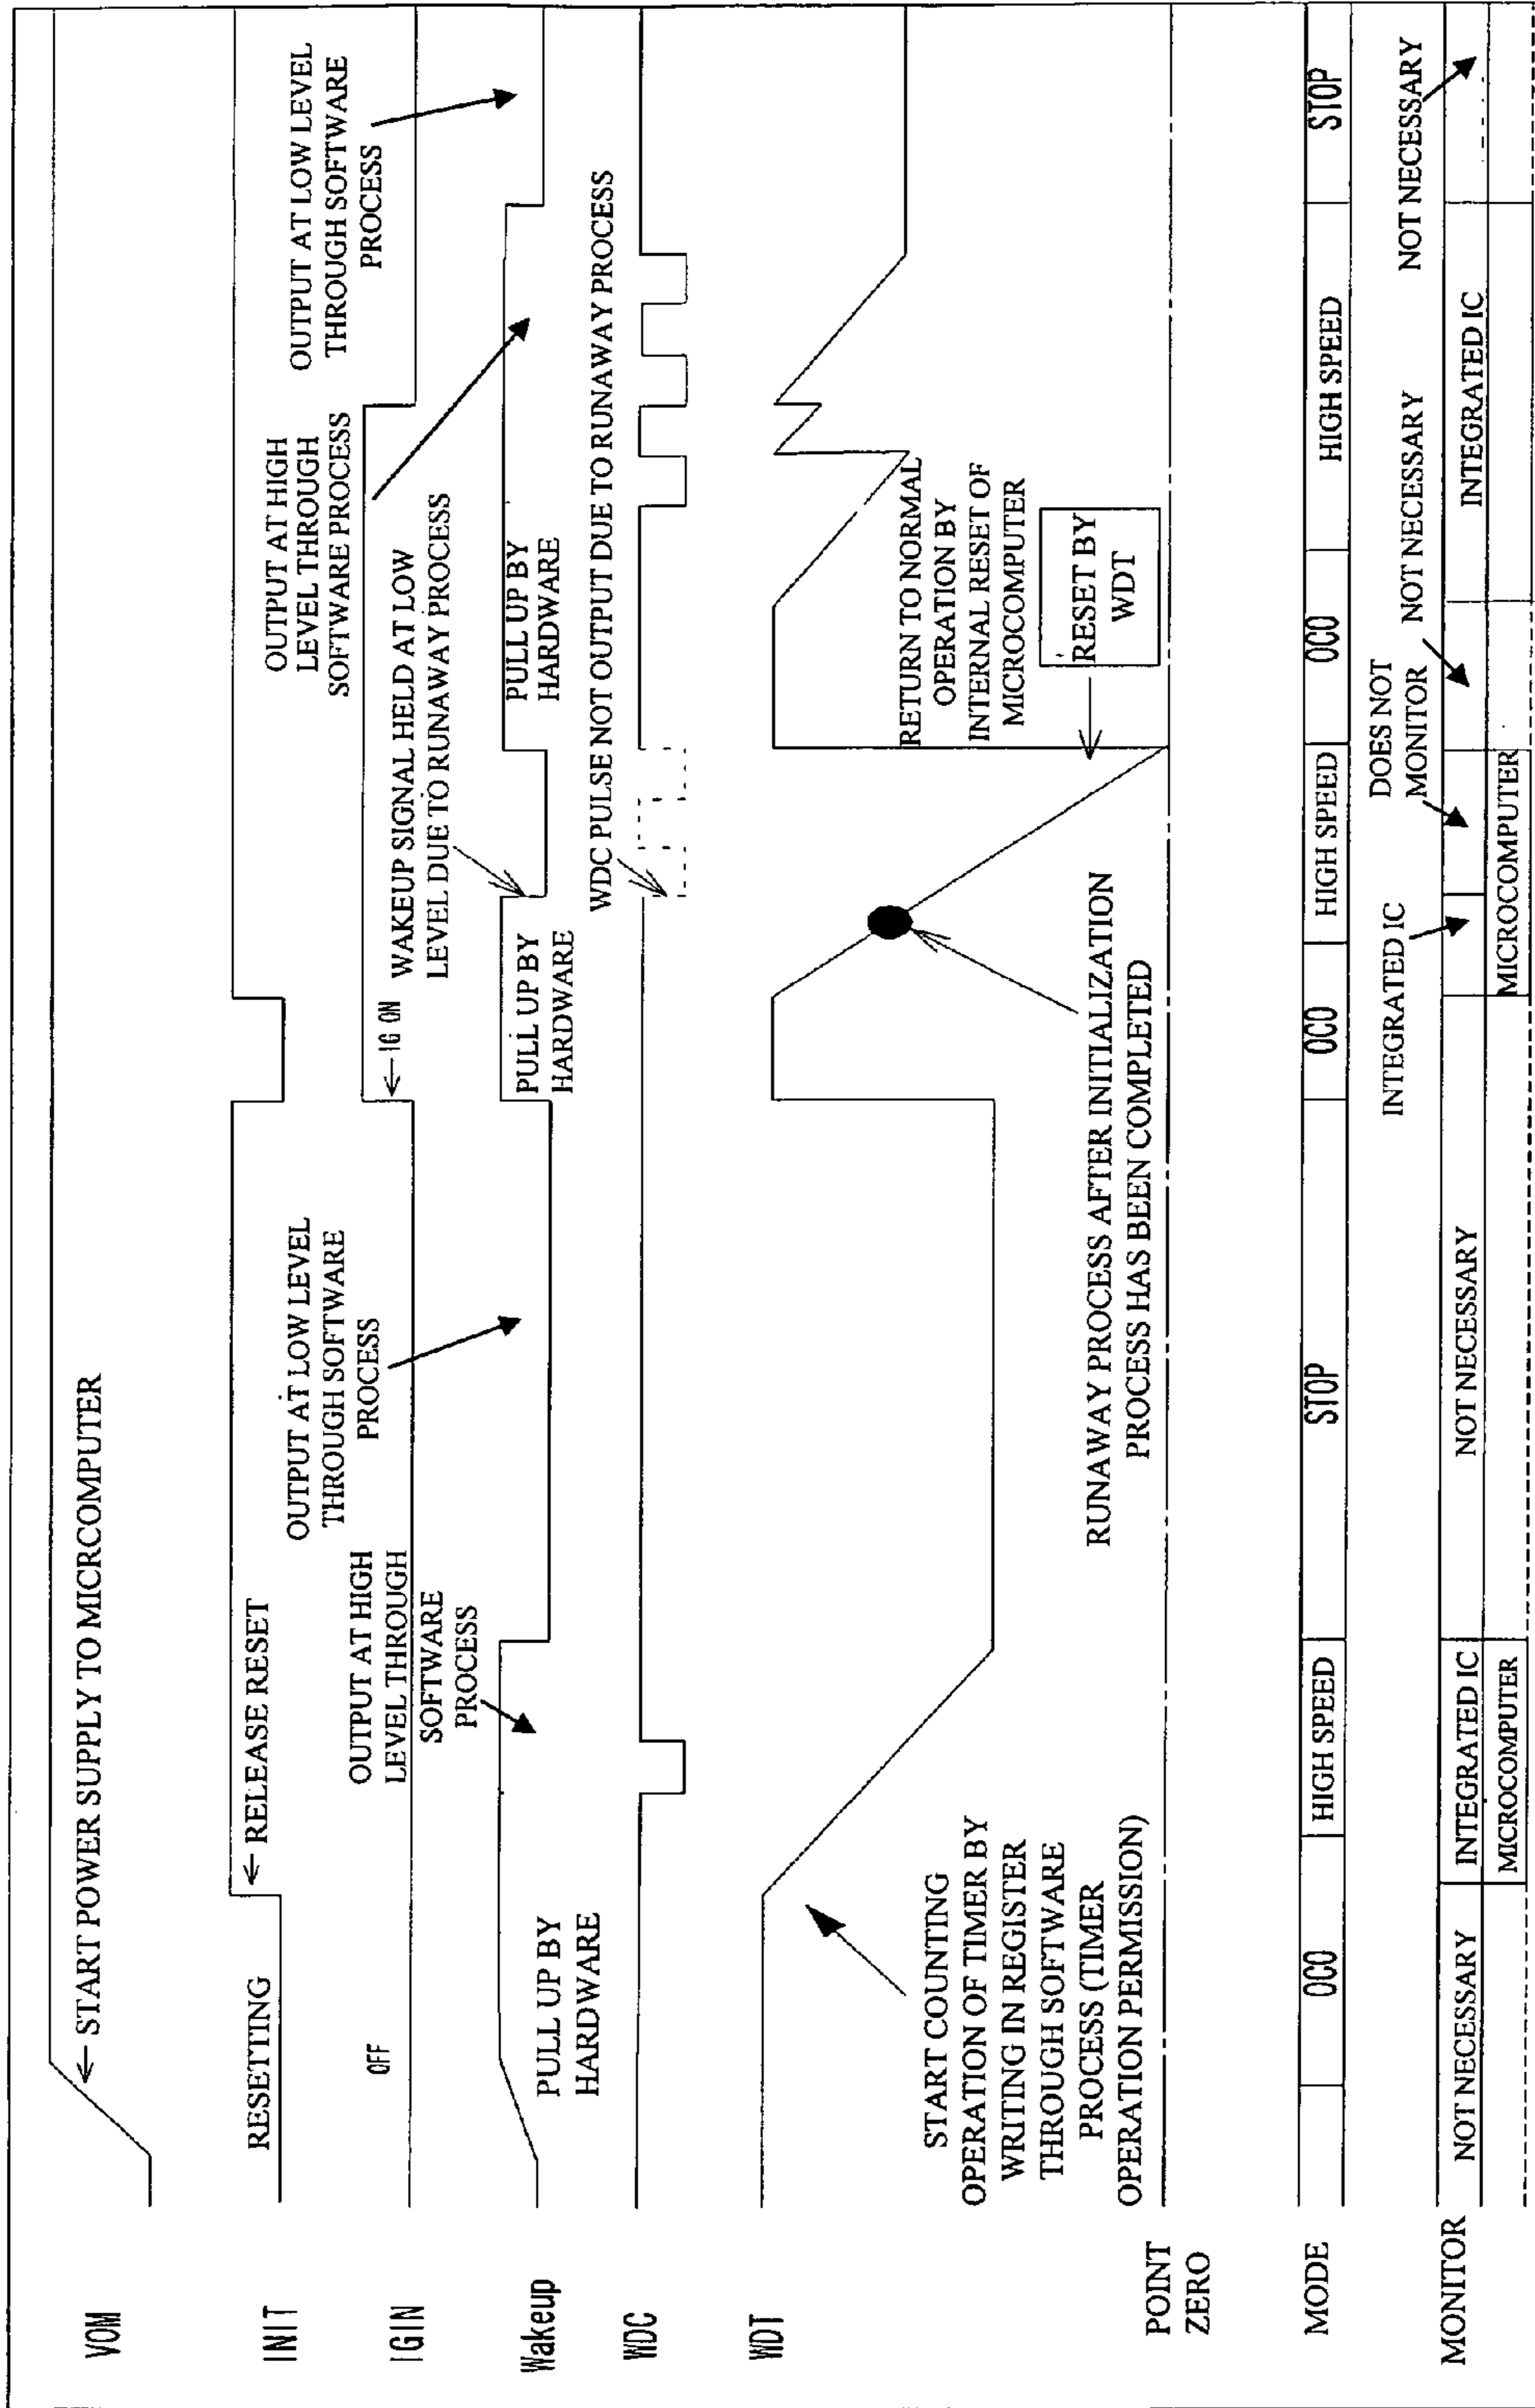 VOM
← START POWER SUPPLY TO MICRCOMPUTER
INIT
RESETTING
← RELEASE RESET
IGIN
OFF
← IG ON
Wakeup
PULL UP BY
HARDWARE
OUTPUT AT HIGH
LEVEL THROUGH
SOFTWARE
PROCESS
OUTPUT AT LOW LEVEL
THROUGH SOFTWARE
PROCESS
PULL UP BY
HARDWARE
WAKEUP SIGNAL HELD AT LOW
LEVEL DUE TO RUNAWAY PROCESS
PULL UP BY
HARDWARE
OUTPUT AT HIGH
LEVEL THROUGH
SOFTWARE PROCESS
OUTPUT AT LOW LEVEL
THROUGH SOFTWARE
PROCESS
WDC
WDC PULSE NOT OUTPUT DUE TO RUNAWAY PROCESS
WDT
START COUNTING
OPERATION OF TIMER BY
WRITING IN REGISTER
THROUGH SOFTWARE
PROCESS (TIMER
OPERATION PERMISSION)
RUNAWAY PROCESS AFTER INITIALIZATION
PROCESS HAS BEEN COMPLETED
RETURN TO NORMAL
OPERATION BY
INTERNAL RESET OF
MICROCOMPUTER
RESET BY
WDT
POINT
ZERO
MODE
OCO
HIGH SPEED
STOP
OCO
HIGH SPEED
OCO
HIGH SPEED
STOP
INTEGRATED IC
DOES NOT
MONITOR
NOT NECESSARY
NOT NECESSARY
MONITOR
NOT NECESSARY
INTEGRATED IC
MICROCOMPUTER
NOT NECESSARY
MICROCOMPUTER
INTEGRATED IC